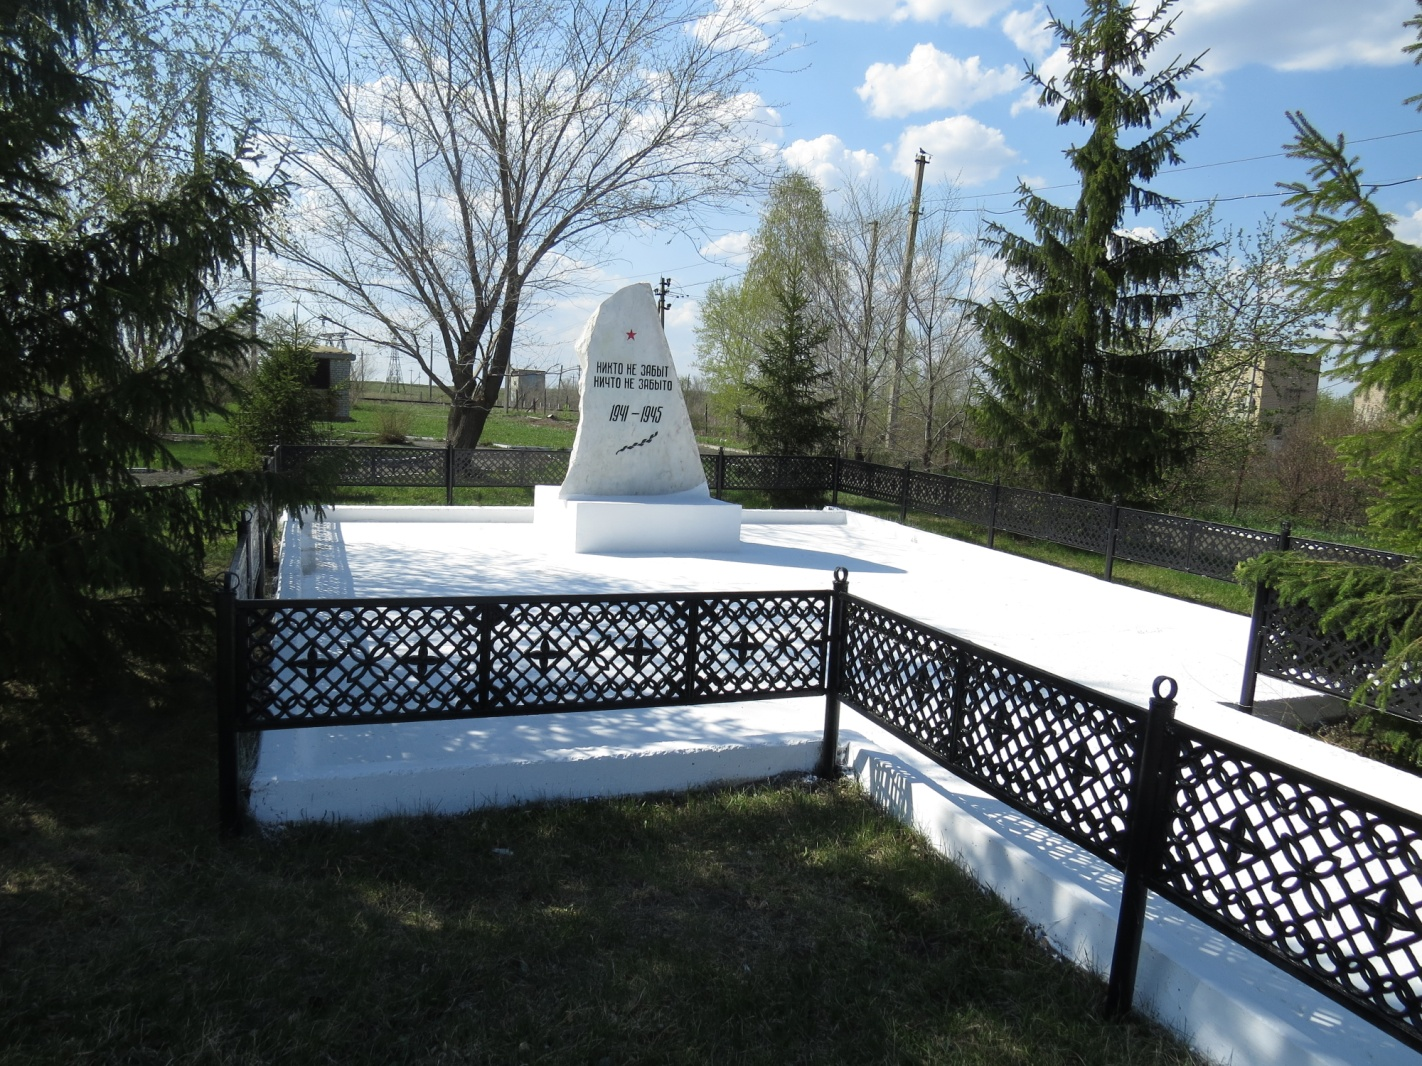 НИКТО НЕ ЗАБЫТ
НИЧТО НЕ ЗАБЫТО
1941 – 1945